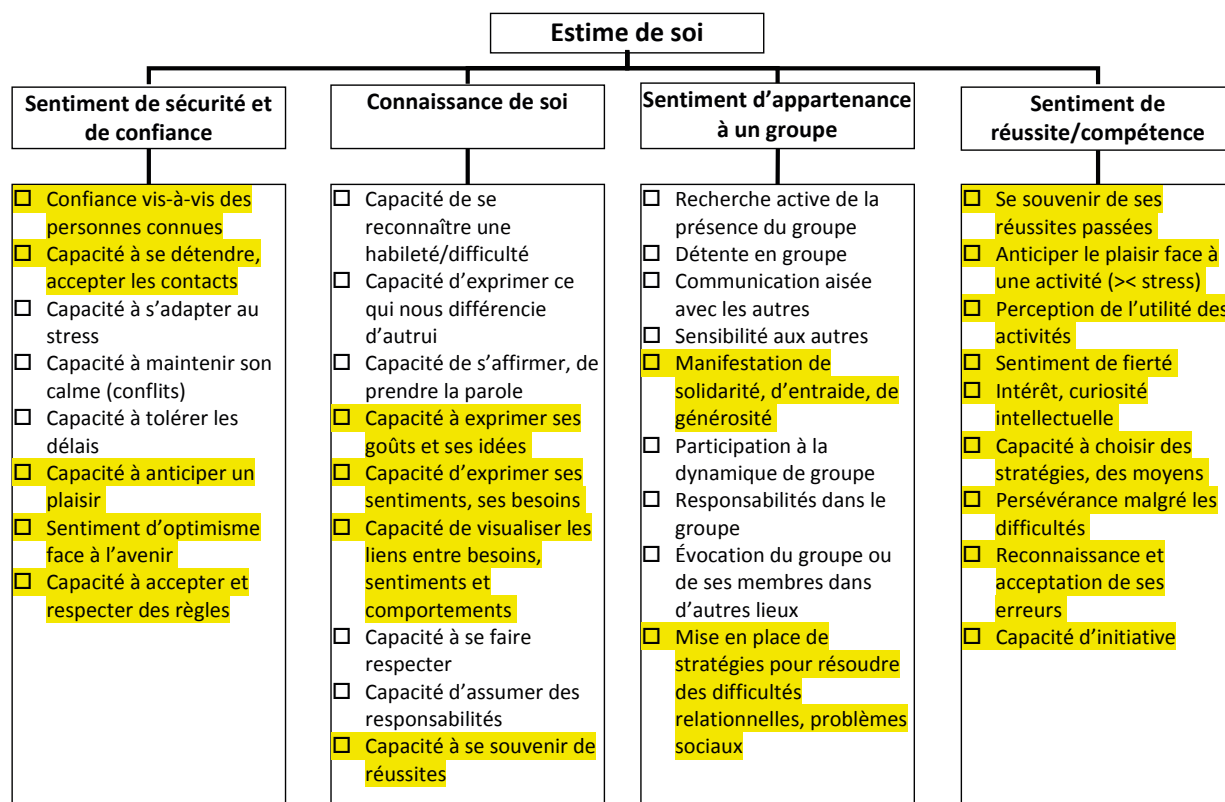 Estime de soi
Sentiment de sécurité et
de confiance
☐ Confiance vis-à-vis des
personnes connues
☐ Capacité à se détendre,
accepter les contacts
☐ Capacité à s’adapter au
stress
☐ Capacité à maintenir son
calme (conflits)
☐ Capacité à tolérer les
délais
☐ Capacité à anticiper un
plaisir
☐ Sentiment d’optimisme
face à l’avenir
☐ Capacité à accepter et
respecter des règles
Connaissance de soi
☐ Capacité de se
reconnaître une
habileté/difficulté
☐ Capacité d’exprimer ce
qui nous différencie
d’autrui
☐ Capacité de s’affirmer, de
prendre la parole
☐ Capacité à exprimer ses
goûts et ses idées
☐ Capacité d’exprimer ses
sentiments, ses besoins
☐ Capacité de visualiser les
liens entre besoins,
sentiments et
comportements
☐ Capacité à se faire
respecter
☐ Capacité d’assumer des
responsabilités
☐ Capacité à se souvenir de
réussites
Sentiment d’appartenance
à un groupe
☐ Recherche active de la
présence du groupe
☐ Détente en groupe
☐ Communication aisée
avec les autres
☐ Sensibilité aux autres
☐ Manifestation de
solidarité, d’entraide, de
générosité
☐ Participation à la
dynamique de groupe
☐ Responsabilités dans le
groupe
☐ Évocation du groupe ou
de ses membres dans
d’autres lieux
☐ Mise en place de
stratégies pour résoudre
des difficultés
relationnelles, problèmes
sociaux
Sentiment de
réussite/compétence
☐ Se souvenir de ses
réussites passées
☐ Anticiper le plaisir face à
une activité (>< stress)
☐ Perception de l’utilité des
activités
☐ Sentiment de fierté
☐ Intérêt, curiosité
intellectuelle
☐ Capacité à choisir des
stratégies, des moyens
☐ Persévérance malgré les
difficultés
☐ Reconnaissance et
acceptation de ses
erreurs
☐ Capacité d’initiative